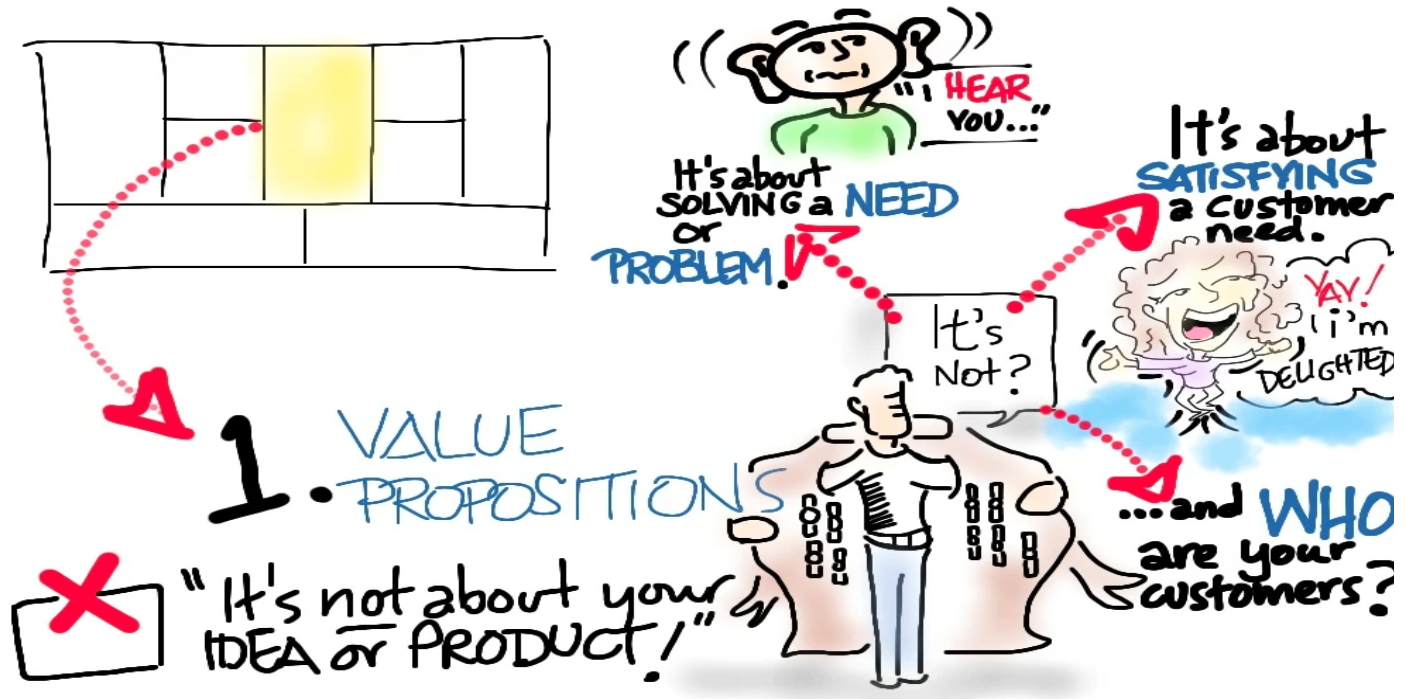 "I HEAR
YOU..."
It's about
SOLVING a NEED
or
PROBLEM.
It's about
SATISFYING
a customer
need.
YAY!
i'm
DELIGHTED
It's
Not?
1. VALUE
PROPOSITIONS
"It's not about your
IDEA or PRODUCT!"
...and WHO
are your
customers?